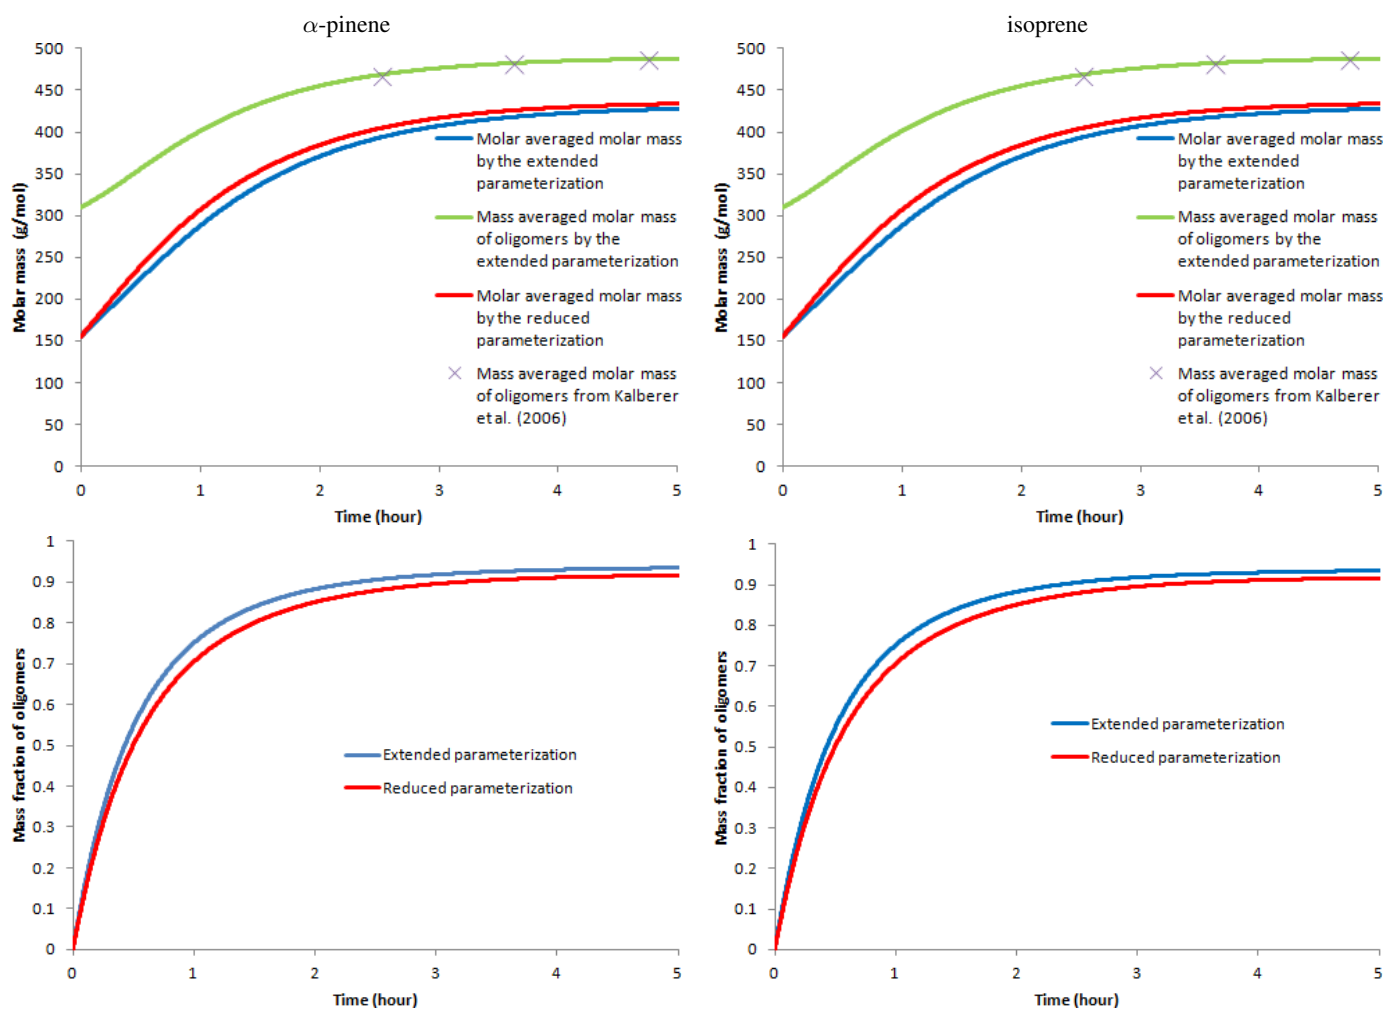 α-pinene
500
450
400
350
300
250
200
150
100
50
0
Molar mass (g/mol)
Molar averaged molar mass
by the extended
parameterization
Mass averaged molar mass
of oligomers by the
extended parameterization
Molar averaged molar mass
by the reduced
parameterization
Mass averaged molar mass
of oligomers from Kalberer
et al. (2006)
0 1 2 3 4 5
Time (hour)
isoprene
500
450
400
350
300
250
200
150
100
50
0
Molar mass (g/mol)
Molar averaged molar mass
by the extended
parameterization
Mass averaged molar mass
of oligomers by the
extended parameterization
Molar averaged molar mass
by the reduced
parameterization
Mass averaged molar mass
of oligomers from Kalberer
et al. (2006)
0 1 2 3 4 5
Time (hour)
1
0.9
0.8
0.7
0.6
0.5
0.4
0.3
0.2
0.1
0
Mass fraction of oligomers
Extended parameterization
Reduced parameterization
0 1 2 3 4 5
Time (hour)
1
0.9
0.8
0.7
0.6
0.5
0.4
0.3
0.2
0.1
0
Mass fraction of oligomers
Extended parameterization
Reduced parameterization
0 1 2 3 4 5
Time (hour)